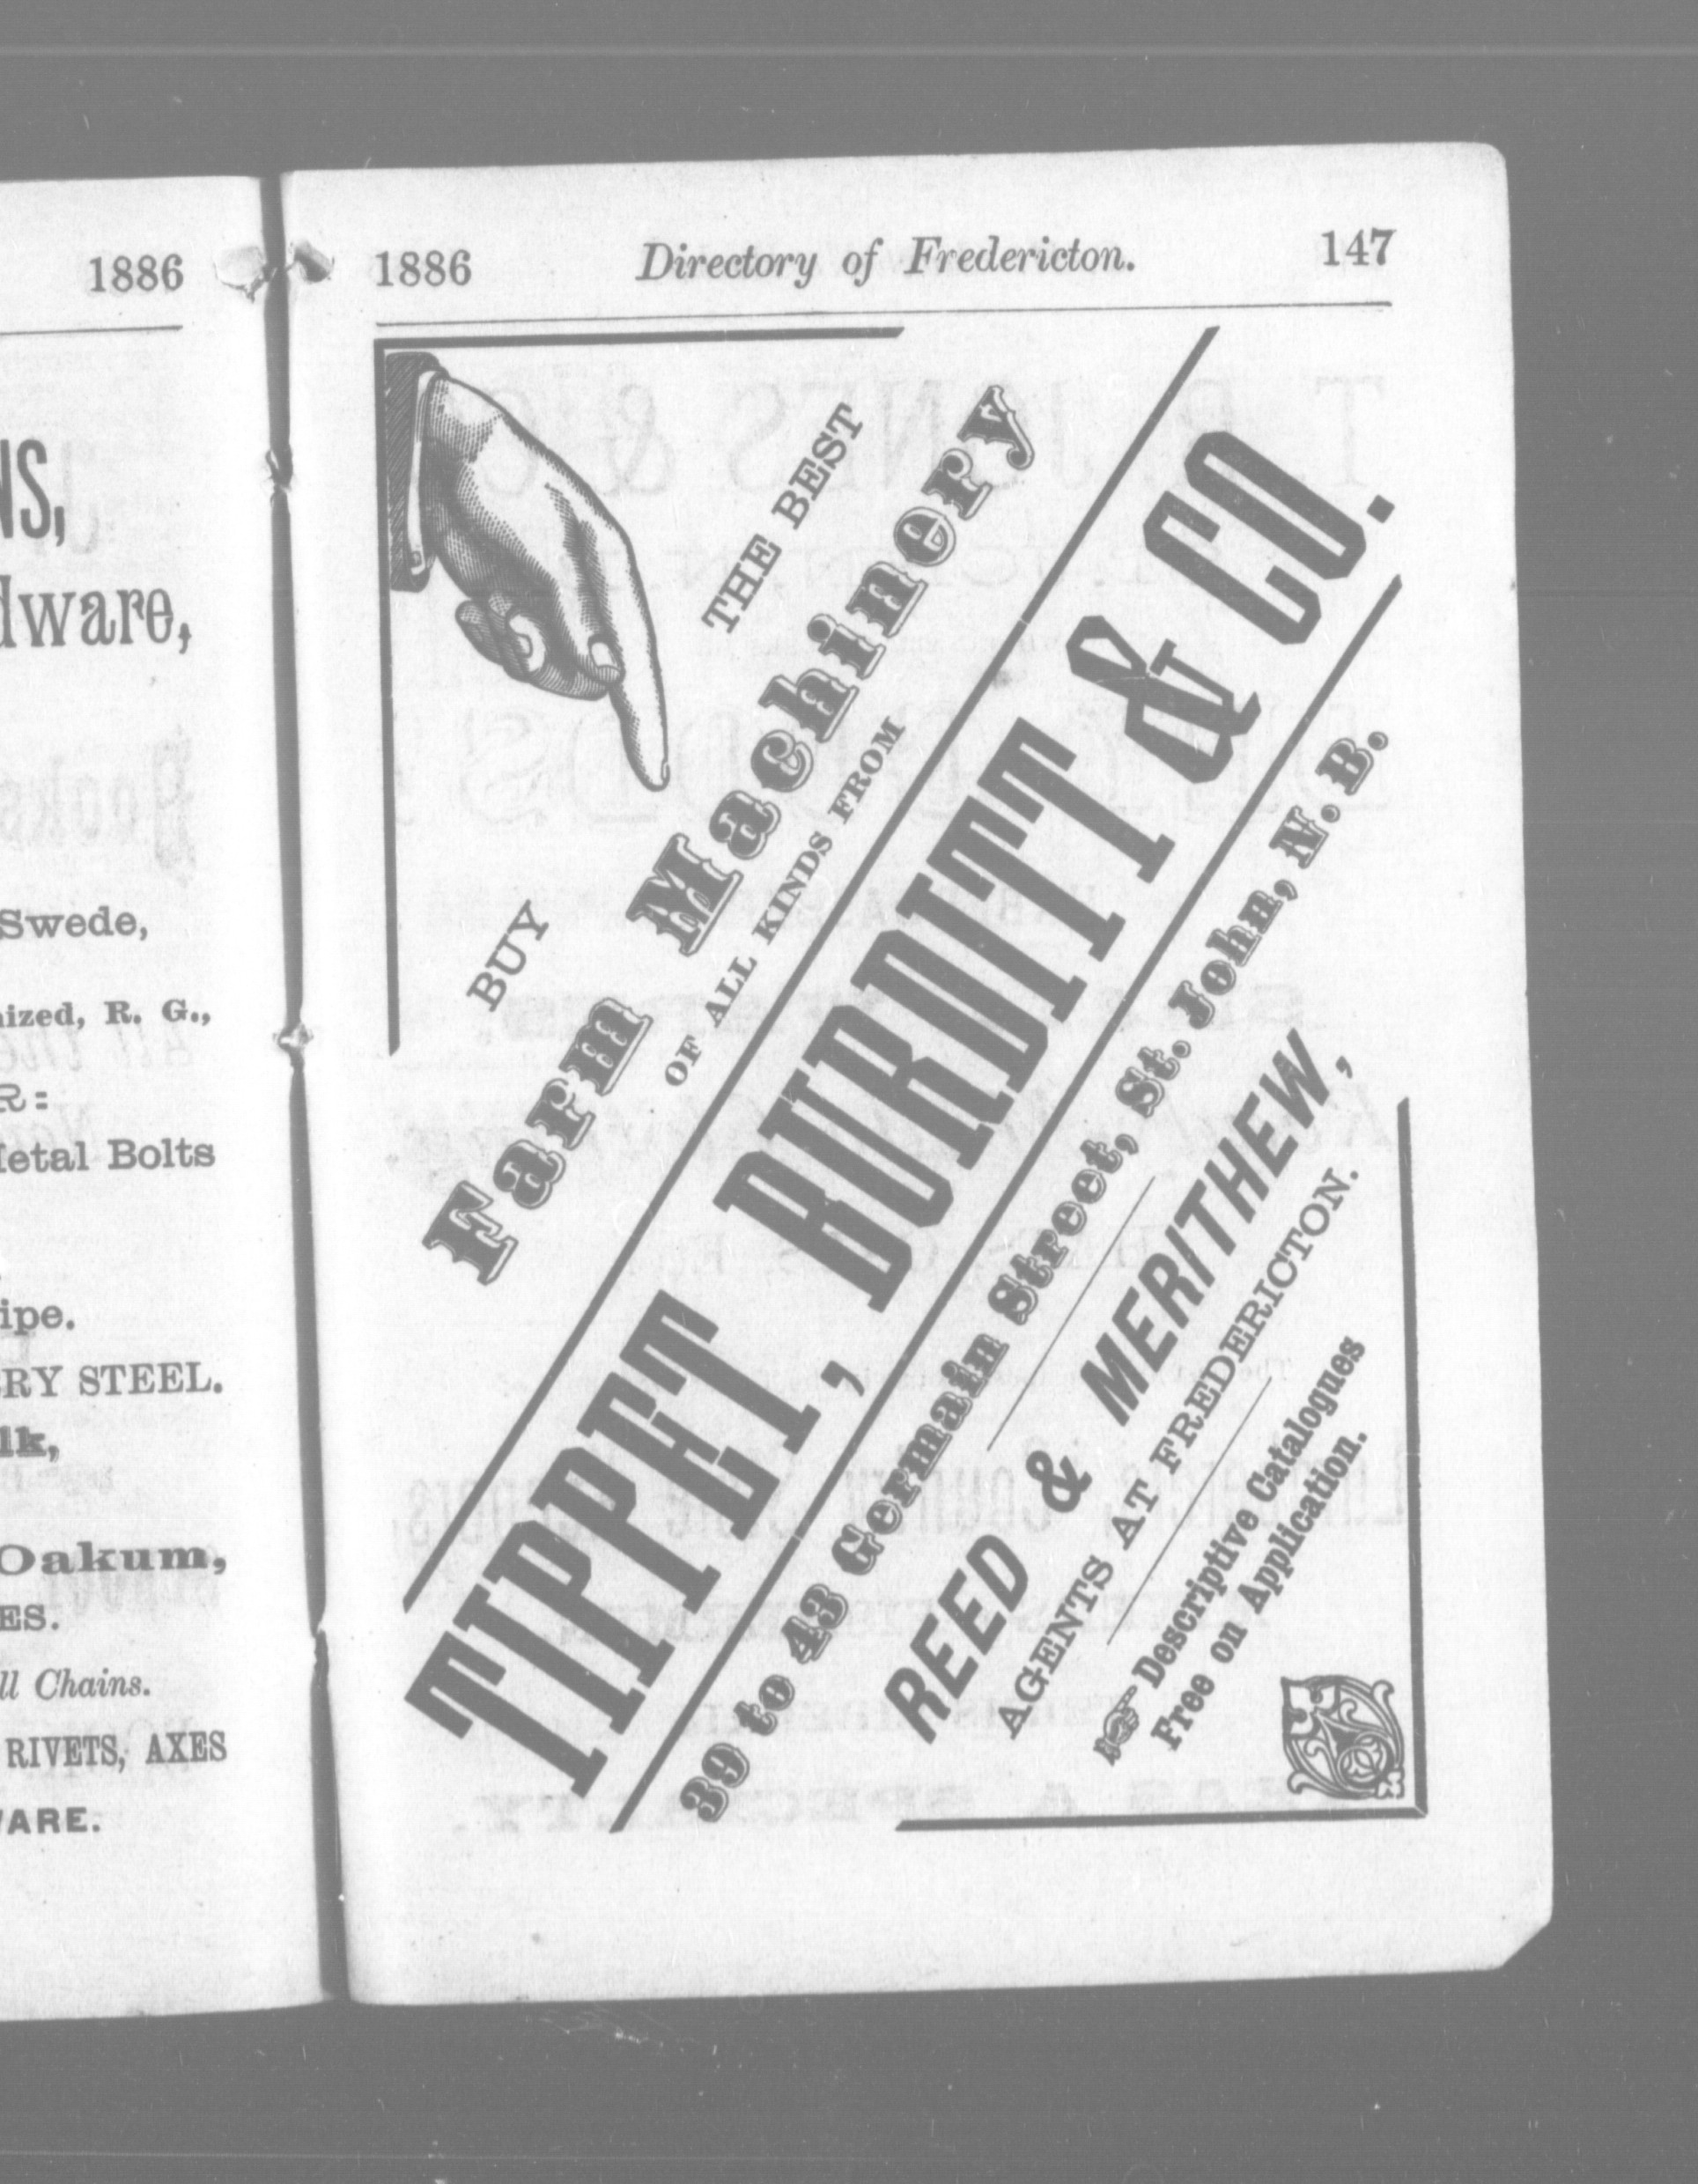 1886
NS,
dware,
Swede,
nized, R. G.,
R:
Metal Bolts
ipe.
RY STEEL.
lk,
Oakum,
ES.
ll Chains.
RIVETS, AXES
WARE.
1886 Directory of Fredericton. 147
BUY THE BEST
Farm Machinery
OF ALL KINDS FROM
TIPPET, BURDITT & CO.
39 to 43 Germain Street, St. John, N. B.
REED & MERITHEW,
AGENTS AT FREDERICTON.
☞ Descriptive Catalogues
Free on Application.